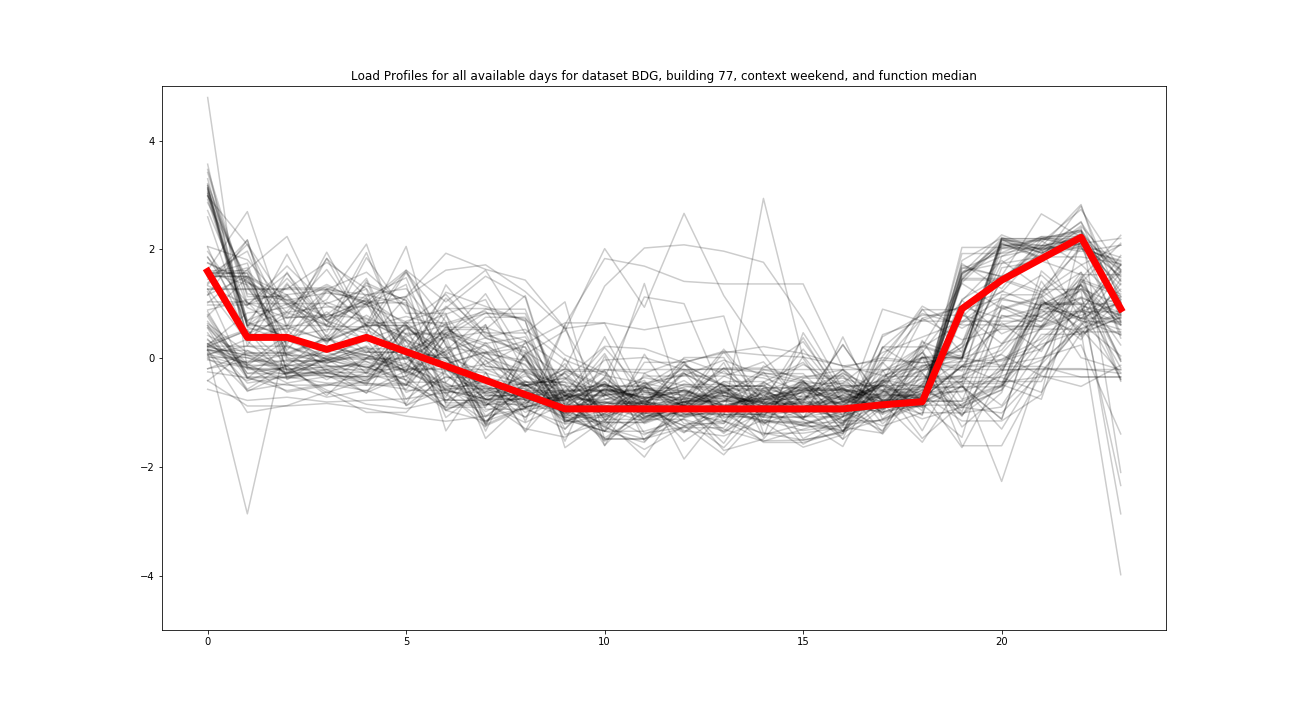 Load Profiles for all available days for dataset BDG, building 77, context weekend, and function median
4
2
0
−2
−4
0 5 10 15 20